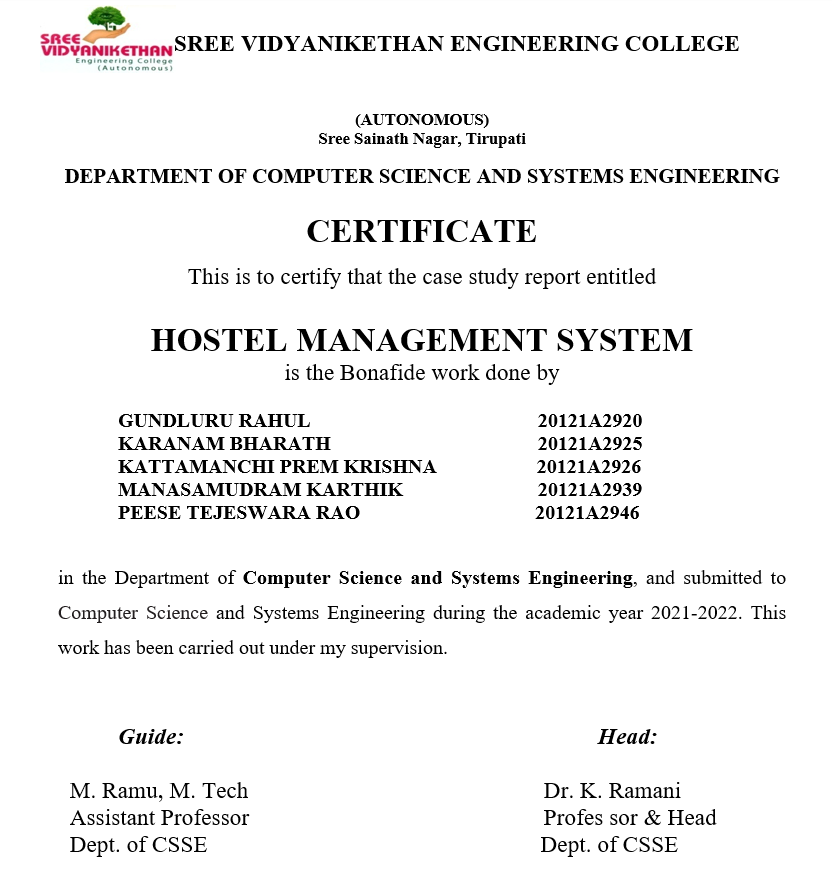 SREE
VIDYANIKETHAN
Engineering College
(Autonomous)
SREE VIDYANIKETHAN ENGINEERING COLLEGE
(AUTONOMOUS)
Sree Sainath Nagar, Tirupati
DEPARTMENT OF COMPUTER SCIENCE AND SYSTEMS ENGINEERING
CERTIFICATE
This is to certify that the case study report entitled
HOSTEL MANAGEMENT SYSTEM
is the Bonafide work done by
GUNDLURU RAHUL 20121A2920
KARANAM BHARATH 20121A2925
KATTAMANCHI PREM KRISHNA 20121A2926
MANASAMUDRAM KARTHIK 20121A2939
PEESE TEJESWARA RAO 20121A2946
in the Department of Computer Science and Systems Engineering, and submitted to
Computer Science and Systems Engineering during the academic year 2021-2022. This
work has been carried out under my supervision.
Guide: Head:
M. Ramu, M. Tech Dr. K. Ramani
Assistant Professor Profes sor & Head
Dept. of CSSE Dept. of CSSE